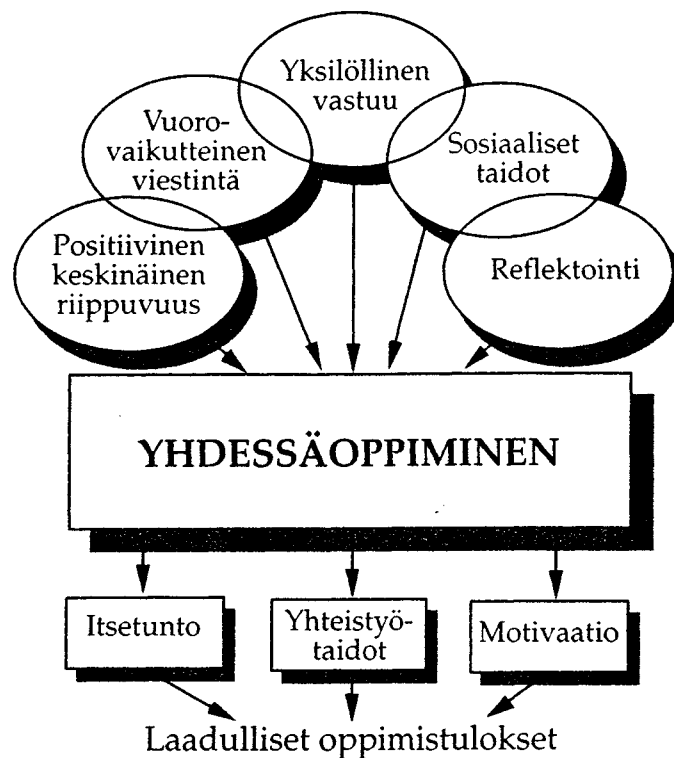 Yksilöllinen
vastuu
Vuoro-
vaikutteinen
viestintä
Sosiaaliset
taidot
Positiivinen
keskinäinen
riippuvuus
Reflektointi
YHDESSÄOPPIMINEN
Itsetunto
Yhteistyö-
taidot
Motivaatio
Laadulliset oppimistulokset